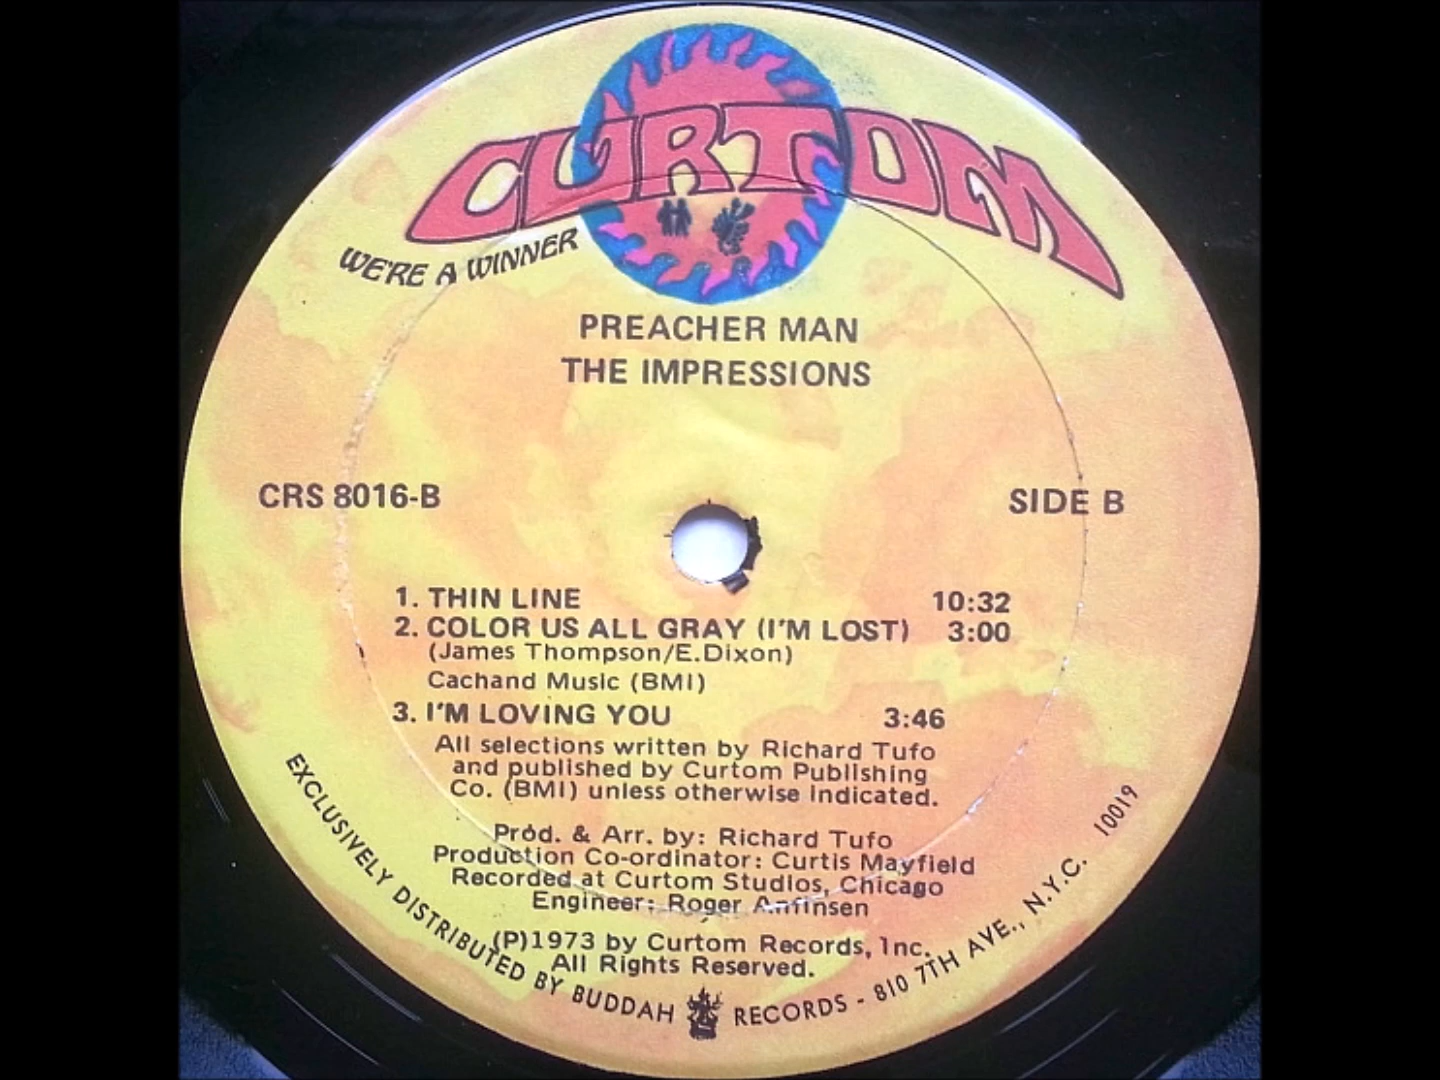 CURTOM
WE'RE A WINNER
PREACHER MAN
THE IMPRESSIONS
CRS 8016-B
SIDE B
1. THIN LINE 10:32
2. COLOR US ALL GRAY (I'M LOST) 3:00
(James Thompson/E.Dixon)
Cachand Music (BMI)
3. I'M LOVING YOU 3:46
All selections written by Richard Tufo
and published by Curtom Publishing
Co. (BMI) unless otherwise indicated.
Prod. & Arr. by: Richard Tufo
Production Co-ordinator: Curtis Mayfield
Recorded at Curtom Studios, Chicago
Engineer: Roger Anfinsen
(P)1973 by Curtom Records, Inc.
All Rights Reserved.
EXCLUSIVELY DISTRIBUTED BY BUDDAH RECORDS - 810 7TH AVE., N.Y.C. 10019